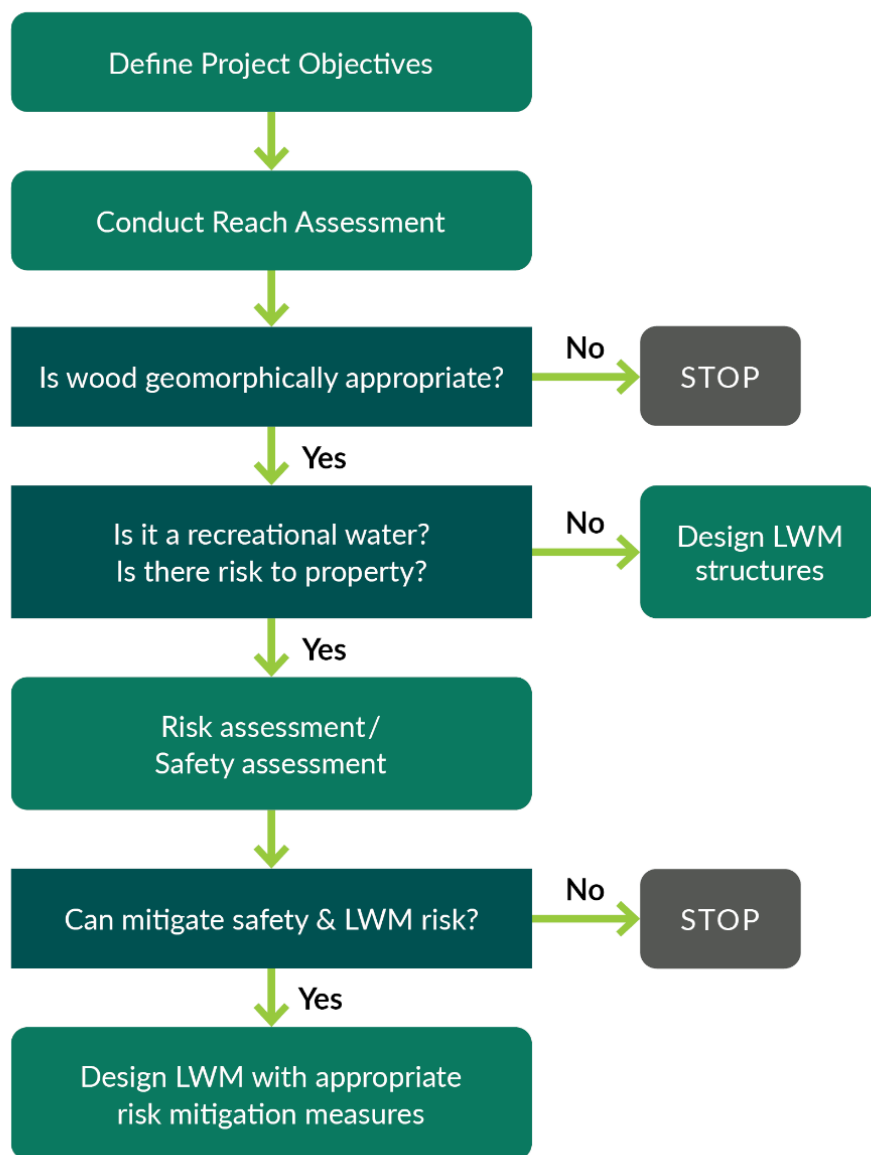 Define Project Objectives
Conduct Reach Assessment
Is wood geomorphically appropriate?
No
STOP
Yes
Is it a recreational water?
Is there risk to property?
No
Design LWM
structures
Yes
Risk assessment/
Safety assessment
Can mitigate safety & LWM risk?
No
STOP
Yes
Design LWM with appropriate
risk mitigation measures